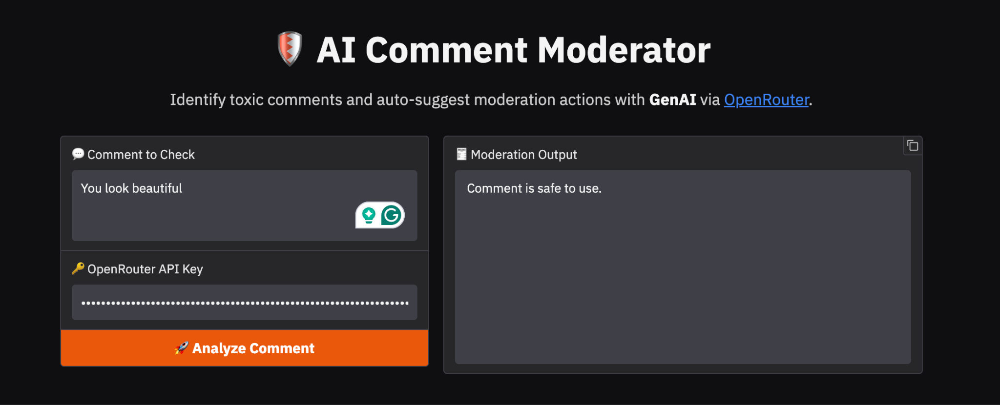 AI Comment Moderator
Identify toxic comments and auto-suggest moderation actions with GenAI via OpenRouter.
Comment to Check
You look beautiful
OpenRouter API Key
Analyze Comment
Moderation Output
Comment is safe to use.